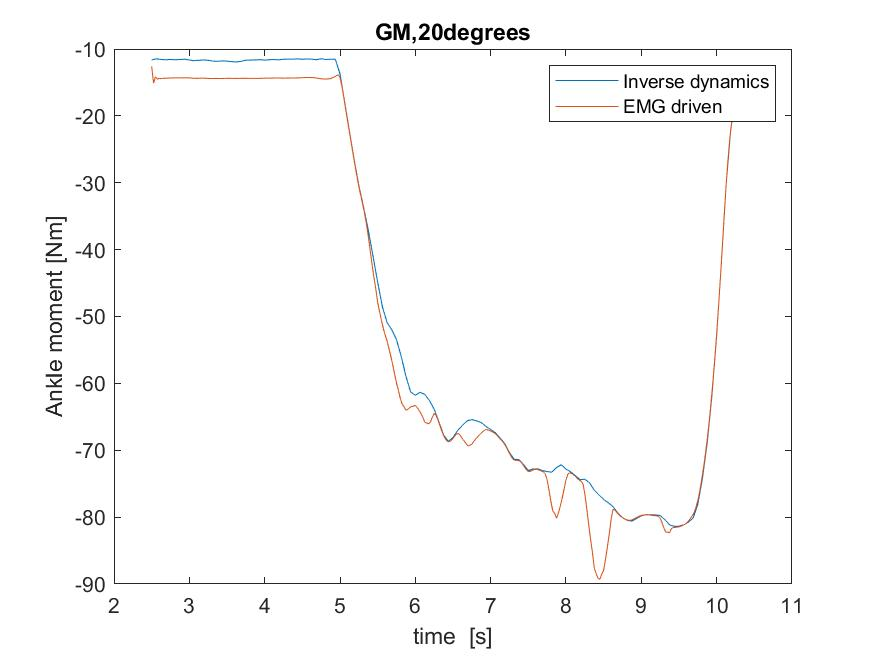 GM,20degrees
Inverse dynamics
EMG driven
-10
-20
-30
-40
-50
-60
-70
-80
-90
Ankle moment [Nm]
2 3 4 5 6 7 8 9 10 11
time [s]